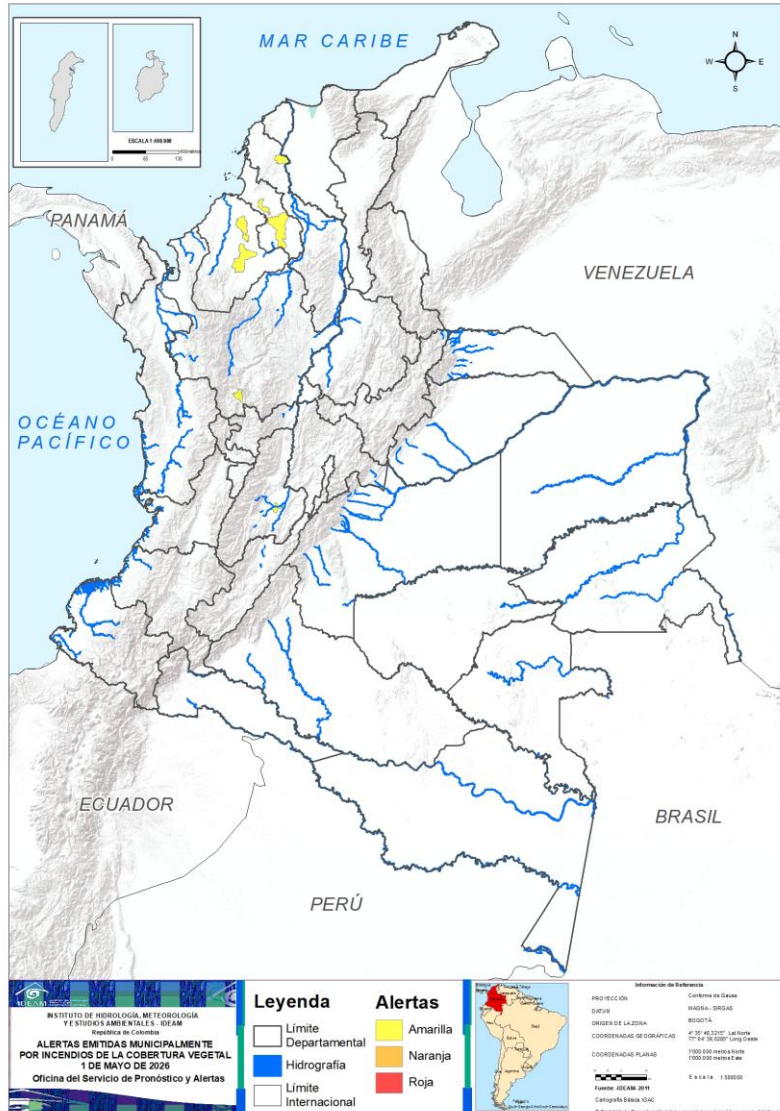 MAR CARIBE
N
W E
S
ESCALA 1:400.000
PANAMÁ
VENEZUELA
OCÉANO
PACÍFICO
ECUADOR
BRASIL
PERÚ
IDEAM
INSTITUTO DE HIDROLOGÍA, METEOROLOGÍA
Y ESTUDIOS AMBIENTALES - IDEAM
República de Colombia
ALERTAS EMITIDAS MUNICIPALMENTE
POR INCENDIOS DE LA COBERTURA VEGETAL
1 DE MAYO DE 2026
Oficina del Servicio de Pronóstico y Alertas
Leyenda
Límite
Departamental
Hidrografía
Límite
Internacional
Alertas
Amarilla
Naranja
Roja
Información de Referencia
PROYECCIÓN Conforme de Gauss
DATUM MAGNA - SIRGAS
ORIGEN DE LA ZONA BOGOTÁ
COORDENADAS GEOGRÁFICAS
COORDENADAS PLANAS 1'000.000 metros Norte
1'000.000 metros Este
Escala 1:500000
Fuente: IDEAM. 2011
Cartografía Básica IGAC